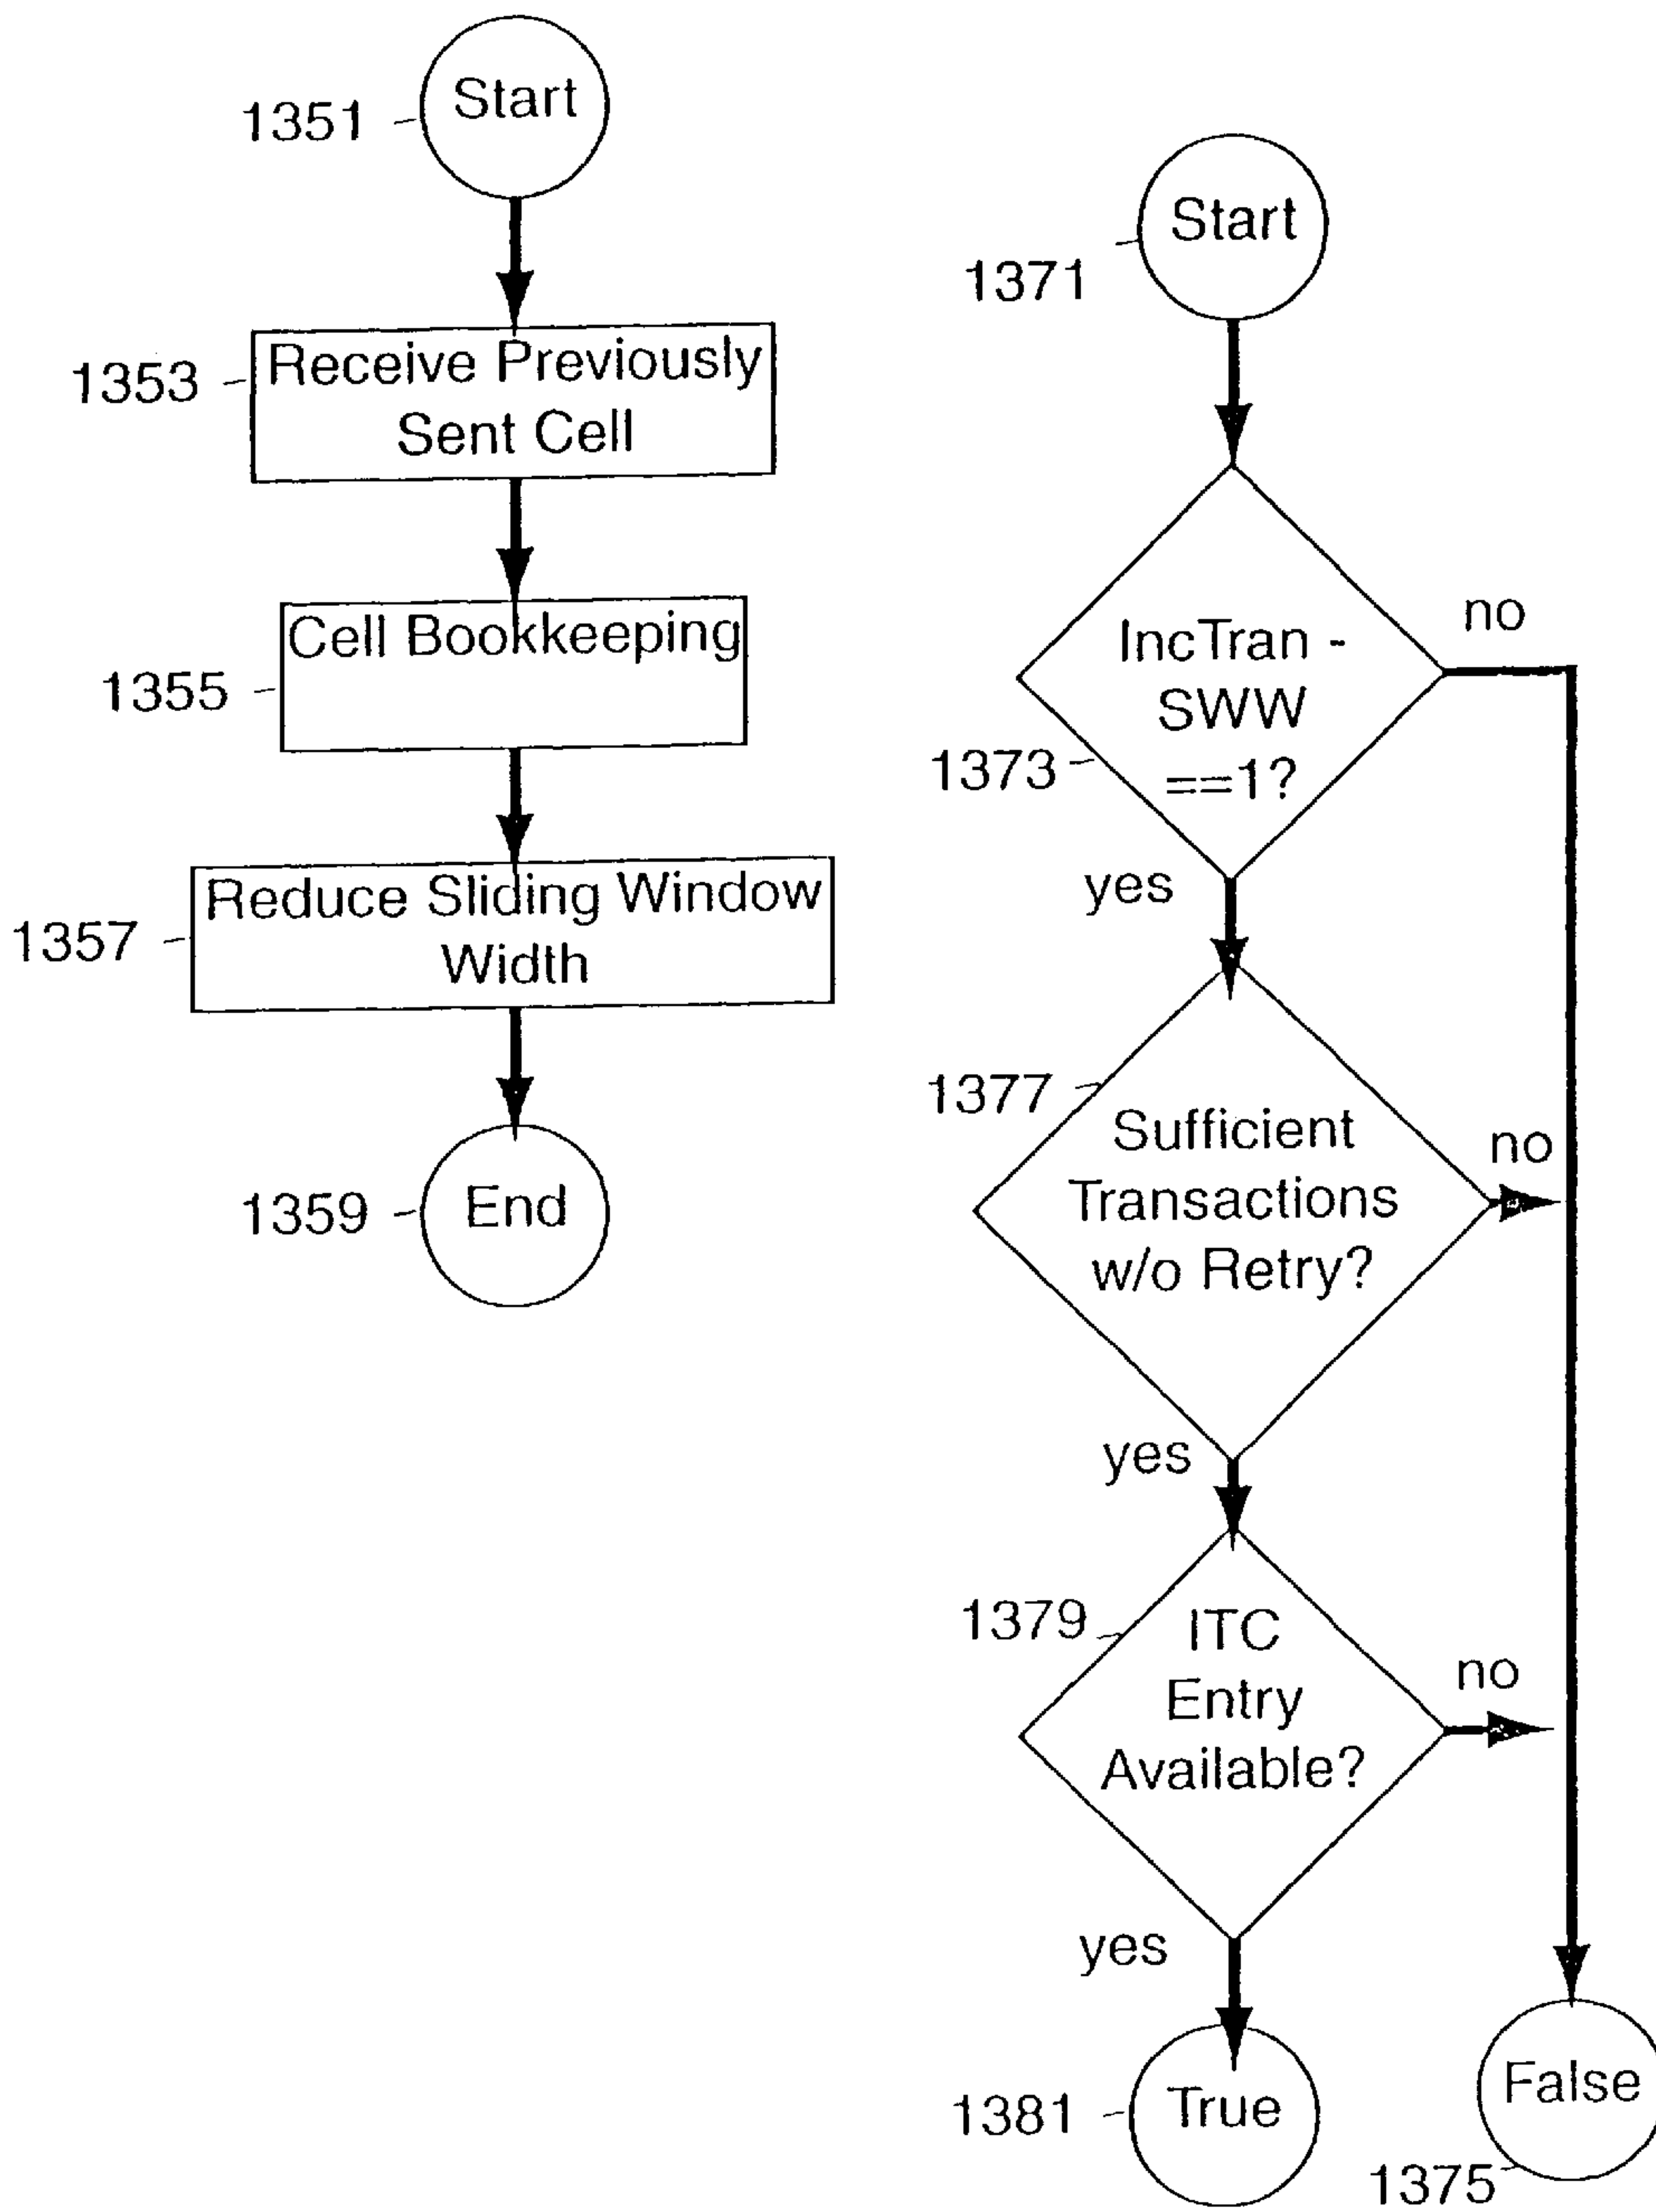 Start
1351
Receive Previously
Sent Cell
1353
Cell Bookkeeping
1355
Reduce Sliding Window
Width
1357
End
1359
Start
1371
IncTran -
SWW
==1?
1373
no
yes
1377
Sufficient
Transactions
w/o Retry?
no
yes
1379
ITC
Entry
Available?
no
yes
True
1381
False
1375